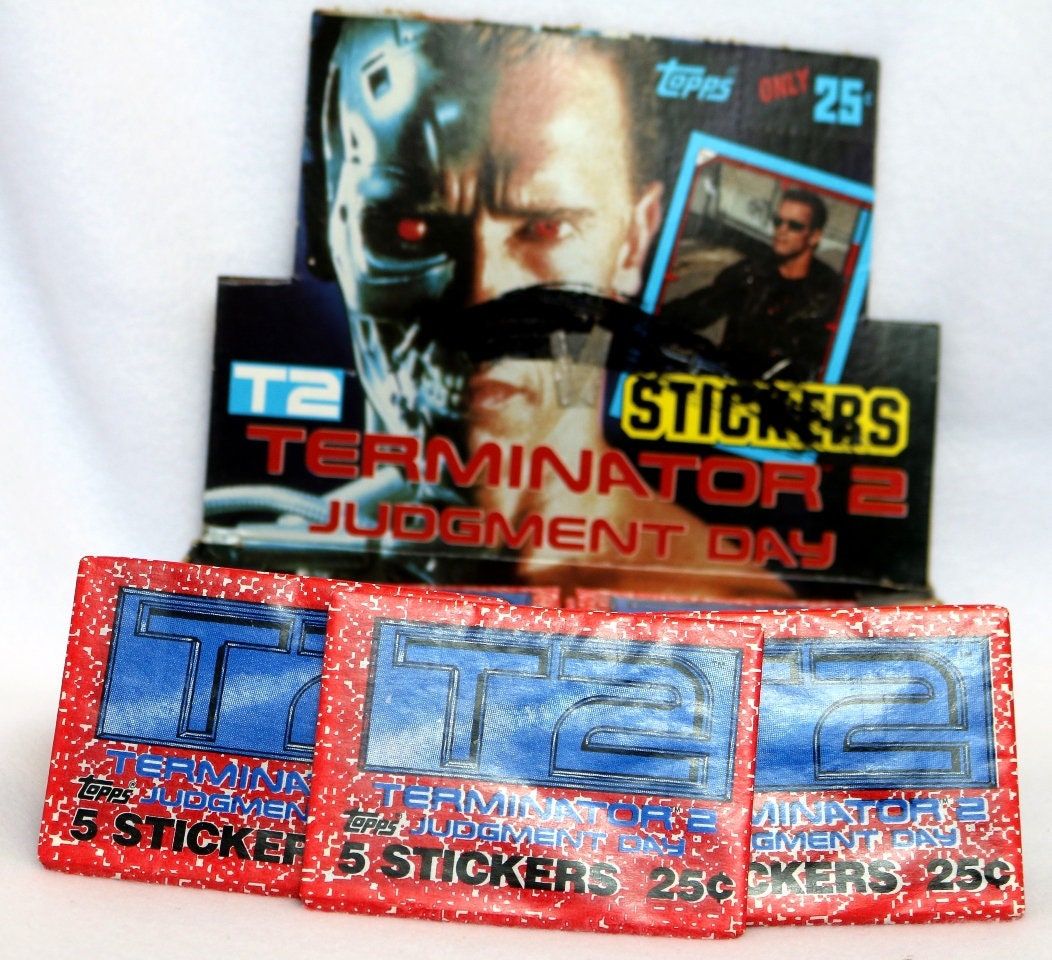 topps ONLY 25¢
T2
STICKERS
TERMINATOR 2
JUDGMENT DAY
T2
TERMINA
topps JUDGMEN
5 STICKER
T2
TERMINATOR 2
topps JUDGMENT DAY
5 STICKERS 25¢
2
MINATOR 2
GMENT DAY
CKERS 25¢